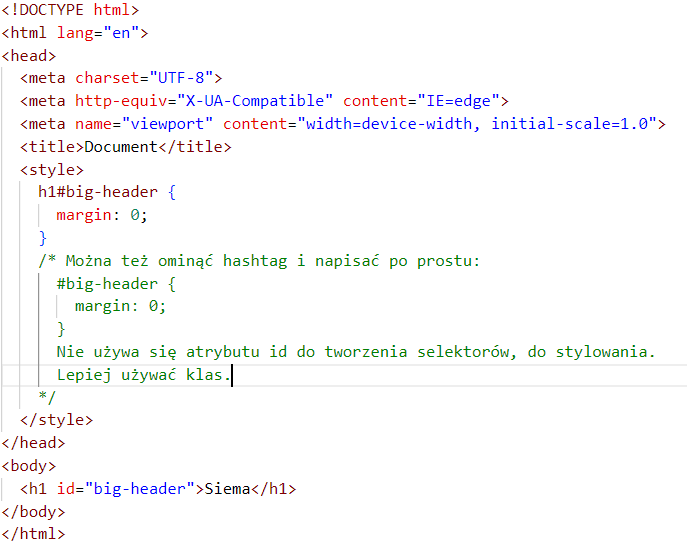 <!DOCTYPE html>
<html lang="en">
<head>
  <meta charset="UTF-8">
  <meta http-equiv="X-UA-Compatible" content="IE=edge">
  <meta name="viewport" content="width=device-width, initial-scale=1.0">
  <title>Document</title>
  <style>
    h1#big-header {
      margin: 0;
    }
    /* Można też ominąć hashtag i napisać po prostu:
      #big-header {
        margin: 0;
      }
      Nie używa się atrybutu id do tworzenia selektorów, do stylowania.
      Lepiej używać klas.
    */
  </style>
</head>
<body>
  <h1 id="big-header">Siema</h1>
</body>
</html>